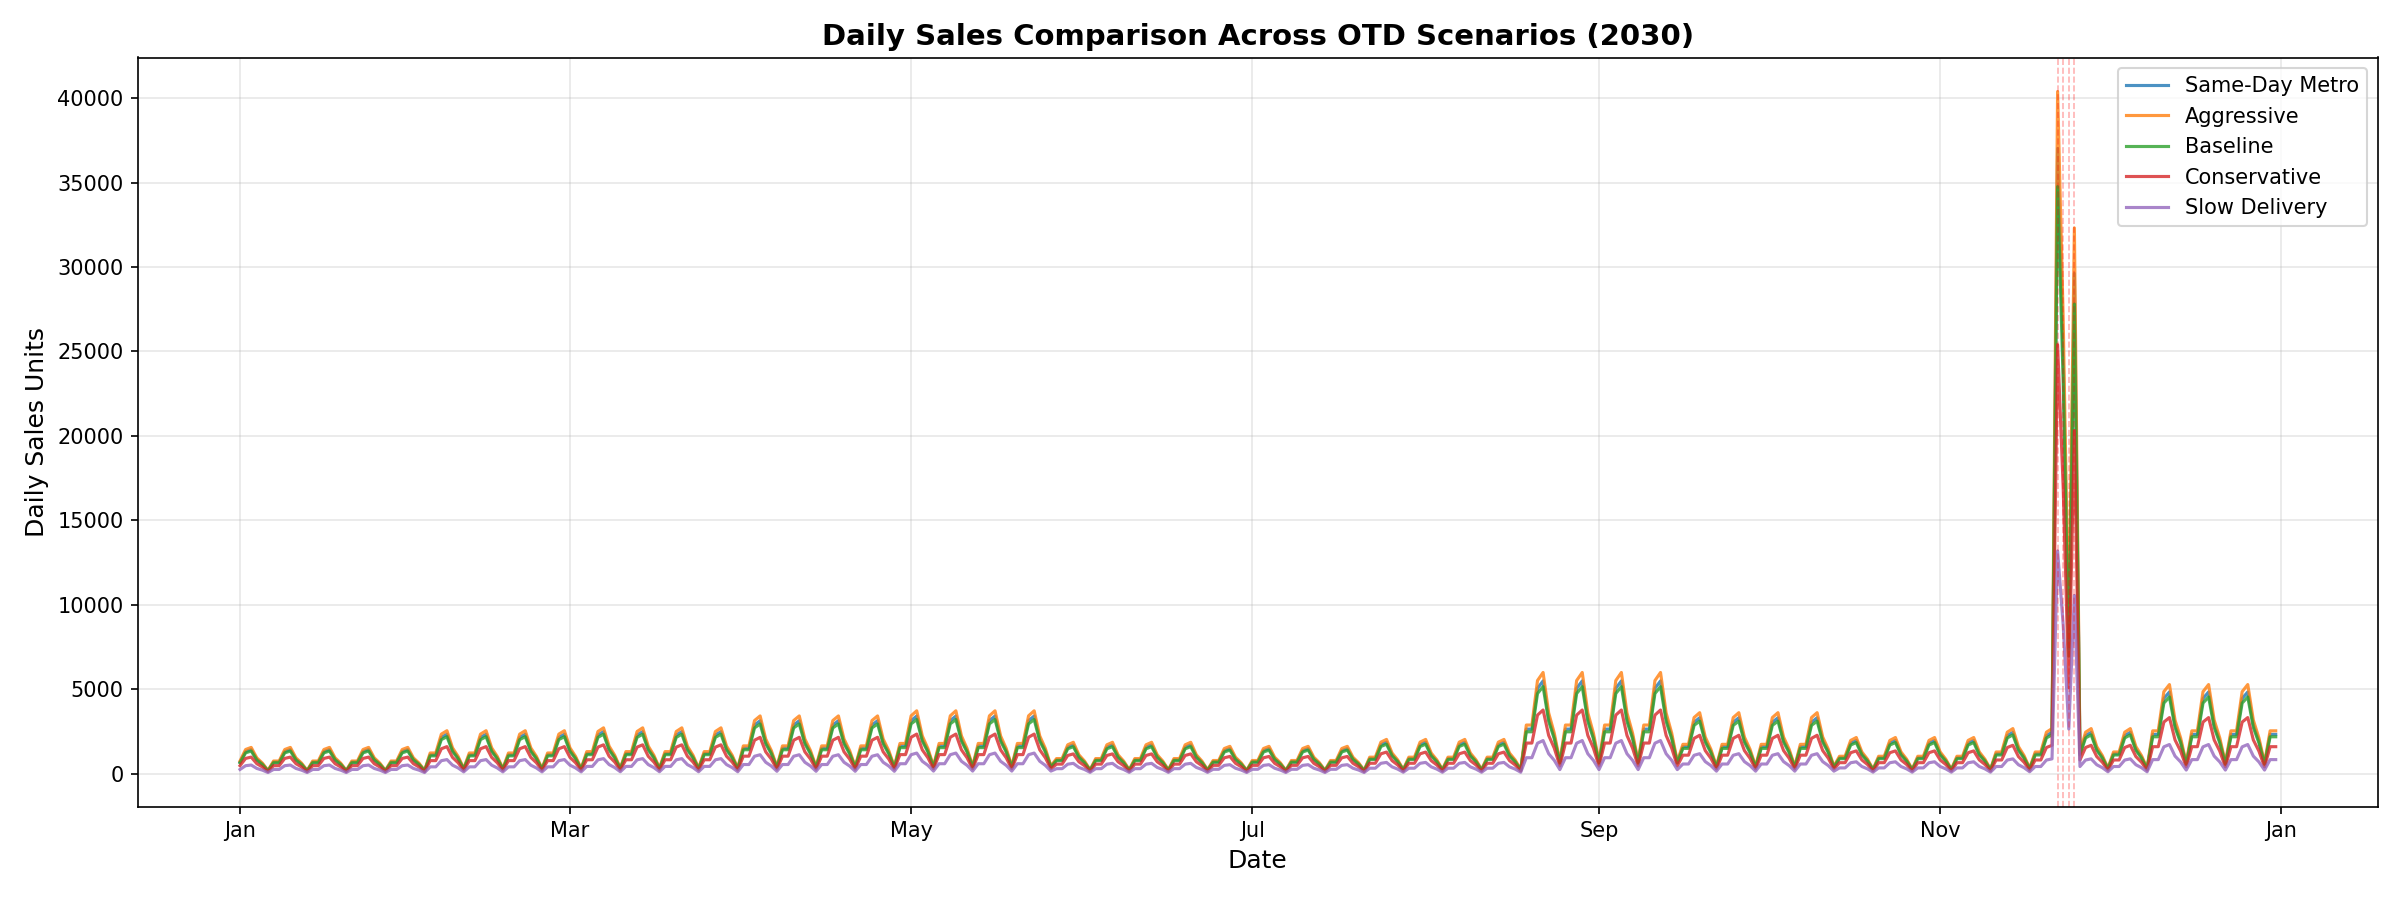 Daily Sales Comparison Across OTD Scenarios (2030)
Same-Day Metro
Aggressive
Baseline
Conservative
Slow Delivery
Daily Sales Units
40000
35000
30000
25000
20000
15000
10000
5000
0
Jan
Mar
May
Jul
Sep
Nov
Jan
Date